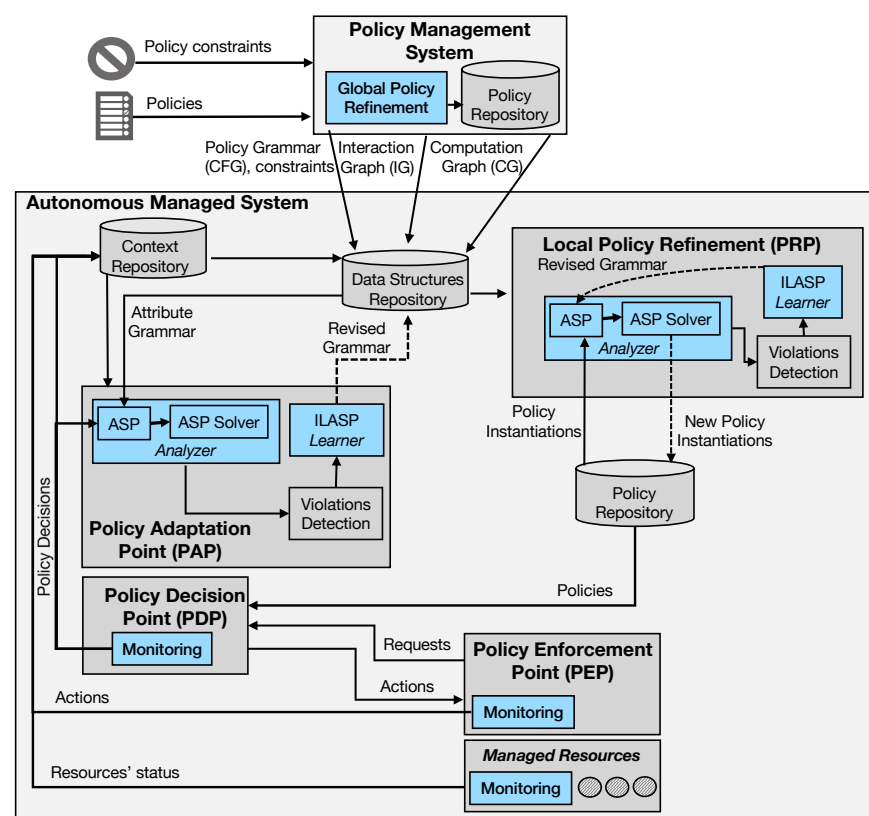 Policy Management
System
Policy constraints
Global Policy
Refinement
Policy
Repository
Policies
Policy Grammar
(CFG), constraints
Interaction
Graph (IG)
Computation
Graph (CG)
Autonomous Managed System
Context
Repository
Data Structures
Repository
Local Policy Refinement (PRP)
Revised Grammar
ILASP
Learner
ASP
ASP Solver
Analyzer
Violations
Detection
Attribute
Grammar
Revised
Grammar
ASP
ASP Solver
Analyzer
ILASP
Learner
Violations
Detection
Policy Adaptation
Point (PAP)
Policy
Instantiations
New Policy
Instantiations
Policy
Repository
Policy Decisions
Policies
Policy Decision
Point (PDP)
Monitoring
Requests
Actions
Policy Enforcement
Point (PEP)
Monitoring
Actions
Managed Resources
Monitoring
Resources' status